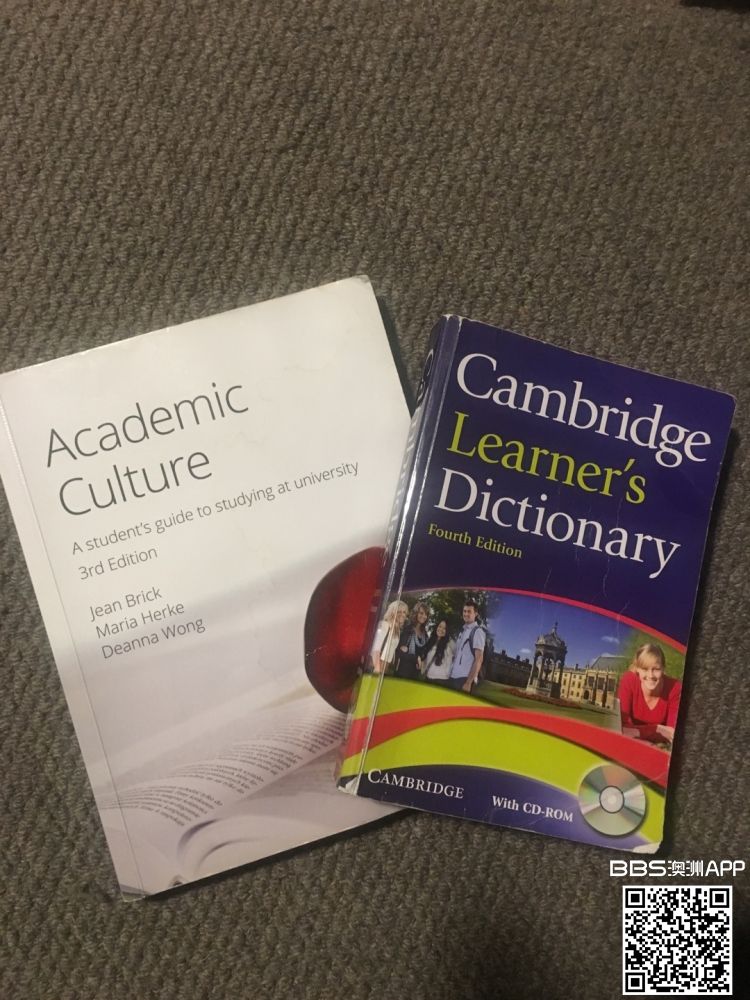 Academic
Culture
A student's guide to studying at university
3rd Edition
Jean Brick
Maria Herke
Deanna Wong
Cambridge
Learner's
Dictionary
Fourth Edition
CAMBRIDGE
With CD-ROM
BBS澳洲APP